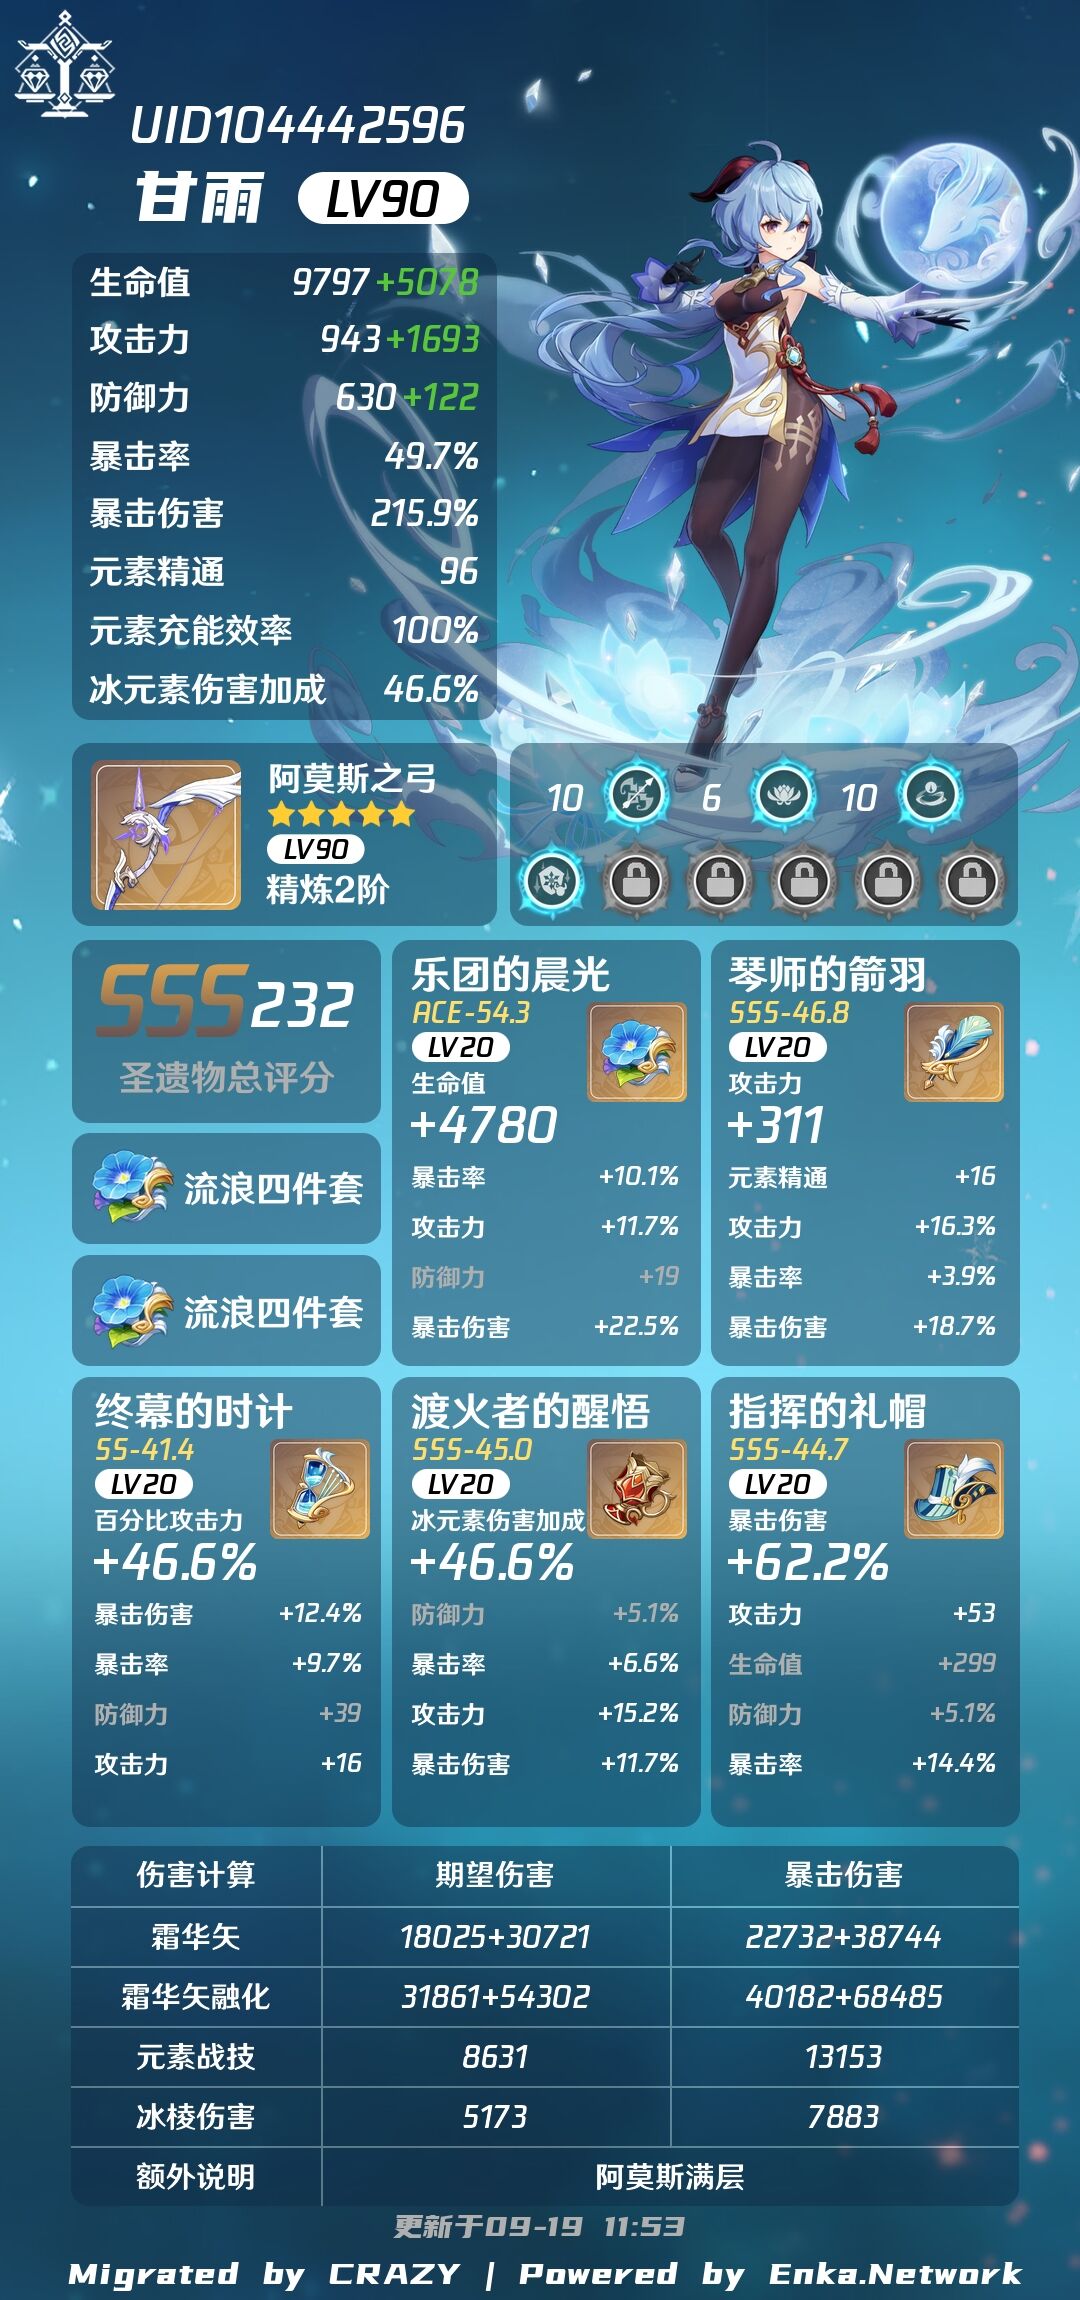 UID104442596
甘雨 LV90
生命值 9797+5078
攻击力 943+1693
防御力 630+122
暴击率 49.7%
暴击伤害 215.9%
元素精通 96
元素充能效率 100%
冰元素伤害加成 46.6%
阿莫斯之弓
LV90
精炼2阶
10 6 10
SSS 232
圣遗物总评分
流浪四件套
流浪四件套
乐团的晨光
ACE-54.3
LV20
生命值
+4780
暴击率 +10.1%
攻击力 +11.7%
防御力 +19
暴击伤害 +22.5%
琴师的箭羽
SSS-46.8
LV20
攻击力
+311
元素精通 +16
攻击力 +16.3%
暴击率 +3.9%
暴击伤害 +18.7%
终幕的时计
SS-41.4
LV20
百分比攻击力
+46.6%
暴击伤害 +12.4%
暴击率 +9.7%
防御力 +39
攻击力 +16
渡火者的醒悟
SSS-45.0
LV20
冰元素伤害加成
+46.6%
防御力 +5.1%
暴击率 +6.6%
攻击力 +15.2%
暴击伤害 +11.7%
指挥的礼帽
SSS-44.7
LV20
暴击伤害
+62.2%
攻击力 +53
生命值 +299
防御力 +5.1%
暴击率 +14.4%
伤害计算 期望伤害 暴击伤害
霜华矢 18025+30721 22732+38744
霜华矢融化 31861+54302 40182+68485
元素战技 8631 13153
冰棱伤害 5173 7883
额外说明 阿莫斯满层
更新于09-19 11:53
Migrated by CRAZY | Powered by Enka.Network